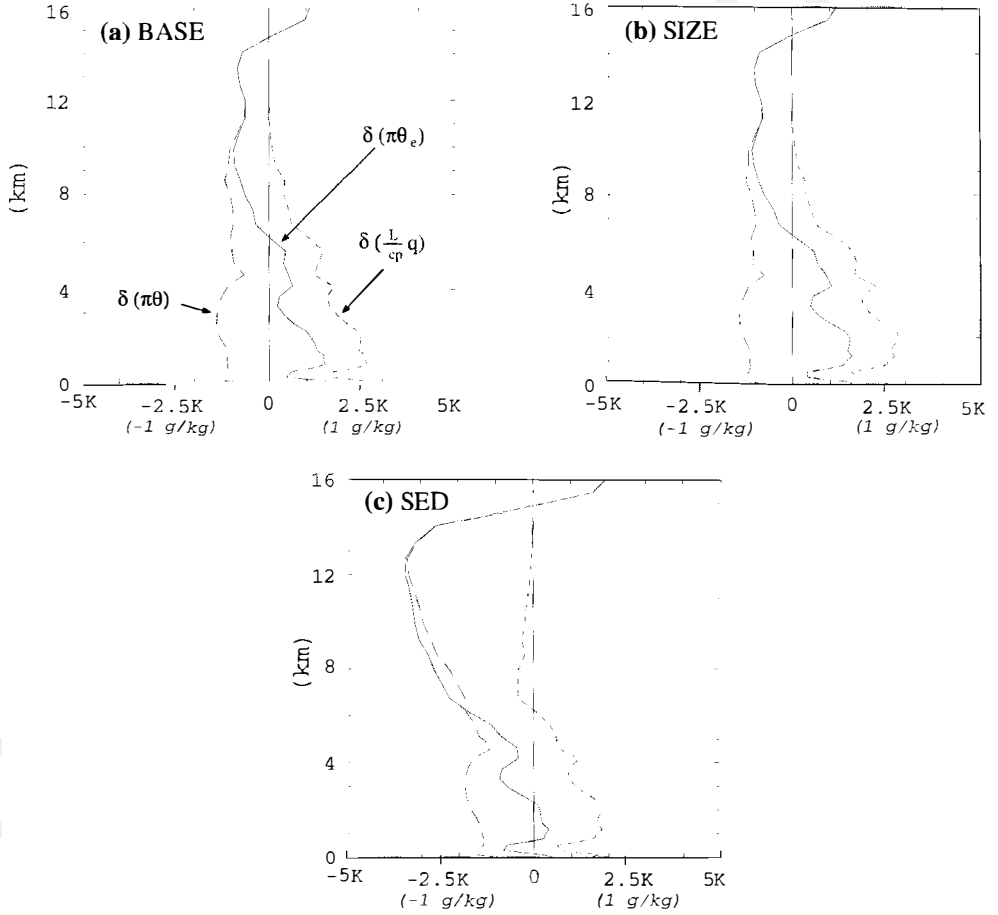 (a) BASE
16
12
8
4
0
(km)
δ (πθe)
δ (L/cp q)
δ (πθ)
-5K -2.5K 0 2.5K 5K
(-1 g/kg) (1 g/kg)
(b) SIZE
16
12
8
4
0
(km)
-5K -2.5K 0 2.5K 5K
(-1 g/kg) (1 g/kg)
(c) SED
16
12
8
4
0
(km)
-5K -2.5K 0 2.5K 5K
(-1 g/kg) (1 g/kg)